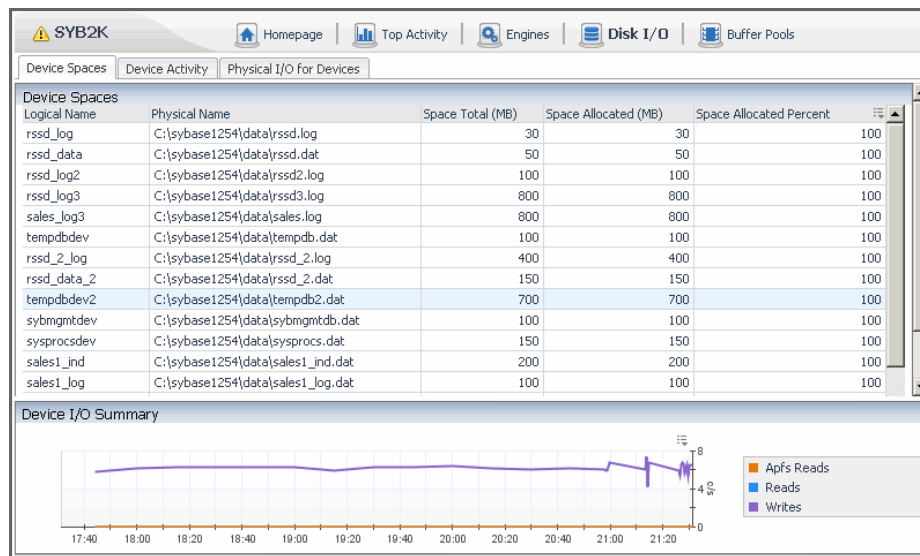 SYB2K Homepage Top Activity Engines Disk I/O Buffer Pools
Device Spaces Device Activity Physical I/O for Devices
Device Spaces
Logical Name Physical Name Space Total (MB) Space Allocated (MB) Space Allocated Percent
rssd_log C:\sybase1254\data\rssd.log 30 30 100
rssd_data C:\sybase1254\data\rssd.dat 50 50 100
rssd_log2 C:\sybase1254\data\rssd2.log 100 100 100
rssd_log3 C:\sybase1254\data\rssd3.log 800 800 100
sales_log3 C:\sybase1254\data\sales.log 800 800 100
tempdbdev C:\sybase1254\data\tempdb.dat 100 100 100
rssd_2_log C:\sybase1254\data\rssd_2.log 400 400 100
rssd_data_2 C:\sybase1254\data\rssd_2.dat 150 150 100
tempdbdev2 C:\sybase1254\data\tempdb2.dat 700 700 100
sybmgmtdev C:\sybase1254\data\sybmgmtdb.dat 100 100 100
sysprocsdev C:\sybase1254\data\sysprocs.dat 150 150 100
sales1_ind C:\sybase1254\data\sales1_ind.dat 200 200 100
sales1_log C:\sybase1254\data\sales1_log.dat 100 100 100
Device I/O Summary
8
4
0
c/s
Apfs Reads
Reads
Writes
17:40 18:00 18:20 18:40 19:00 19:20 19:40 20:00 20:20 20:40 21:00 21:20